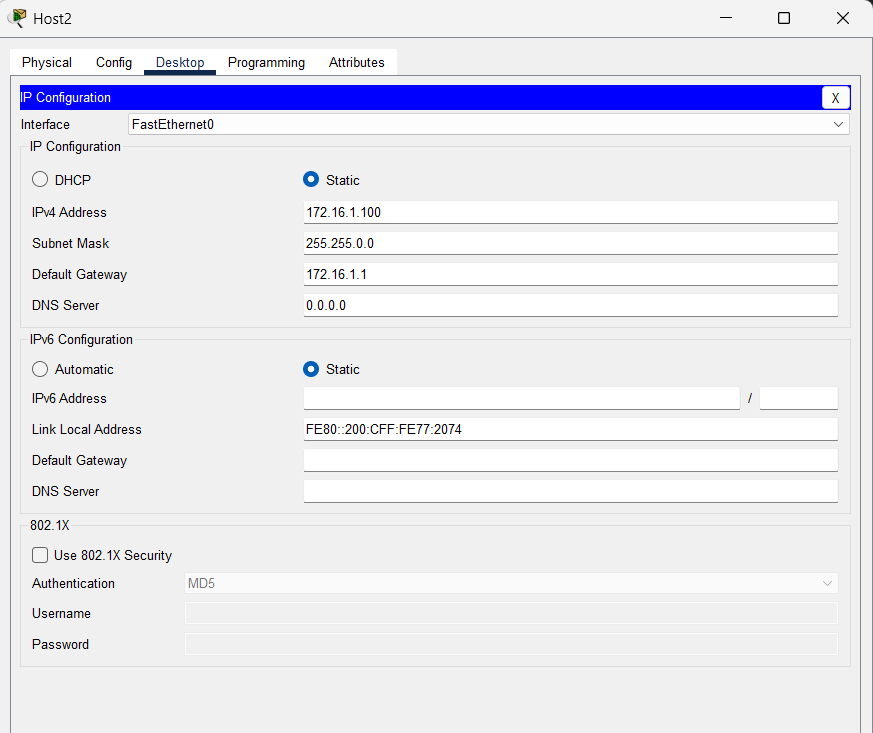 Host2
Physical Config Desktop Programming Attributes
IP Configuration X
Interface FastEthernet0
IP Configuration
DHCP Static
IPv4 Address 172.16.1.100
Subnet Mask 255.255.0.0
Default Gateway 172.16.1.1
DNS Server 0.0.0.0
IPv6 Configuration
Automatic Static
IPv6 Address /
Link Local Address FE80::200:CFF:FE77:2074
Default Gateway
DNS Server
802.1X
Use 802.1X Security
Authentication MD5
Username
Password